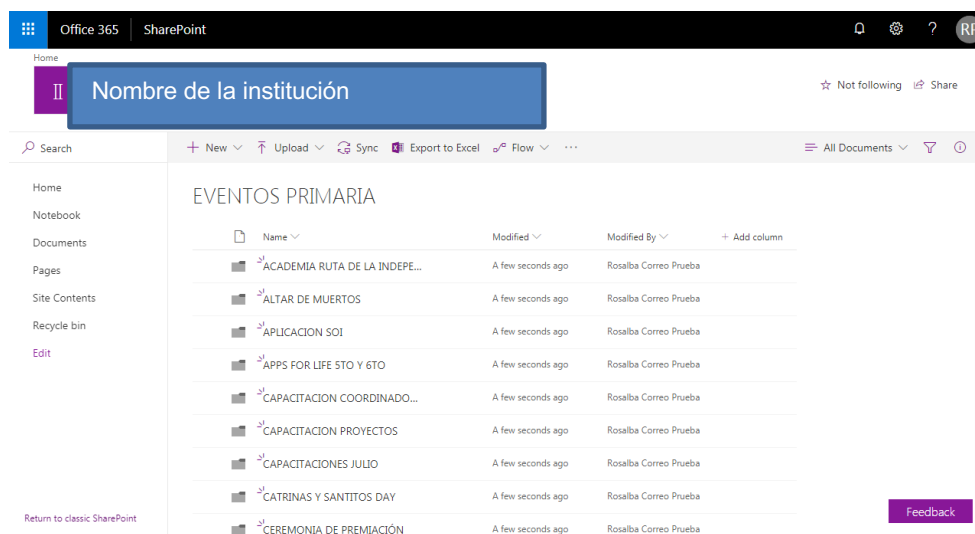 Office 365 SharePoint ? RF
Home
II Nombre de la institución
Not following Share
Search + New Upload Sync Export to Excel Flow ... All Documents
Home
Notebook
Documents
Pages
Site Contents
Recycle bin
Edit
EVENTOS PRIMARIA
Name Modified Modified By + Add column
ACADEMIA RUTA DE LA INDEPE... A few seconds ago Rosalba Correo Prueba
ALTAR DE MUERTOS A few seconds ago Rosalba Correo Prueba
APLICACION SOI A few seconds ago Rosalba Correo Prueba
APPS FOR LIFE 5TO Y 6TO A few seconds ago Rosalba Correo Prueba
CAPACITACION COORDINADO... A few seconds ago Rosalba Correo Prueba
CAPACITACION PROYECTOS A few seconds ago Rosalba Correo Prueba
CAPACITACIONES JULIO A few seconds ago Rosalba Correo Prueba
CATRINAS Y SANTITOS DAY A few seconds ago Rosalba Correo Prueba
CEREMONIA DE PREMIACIÓN A few seconds ago Rosalba Correo Prueba
Return to classic SharePoint
Feedback